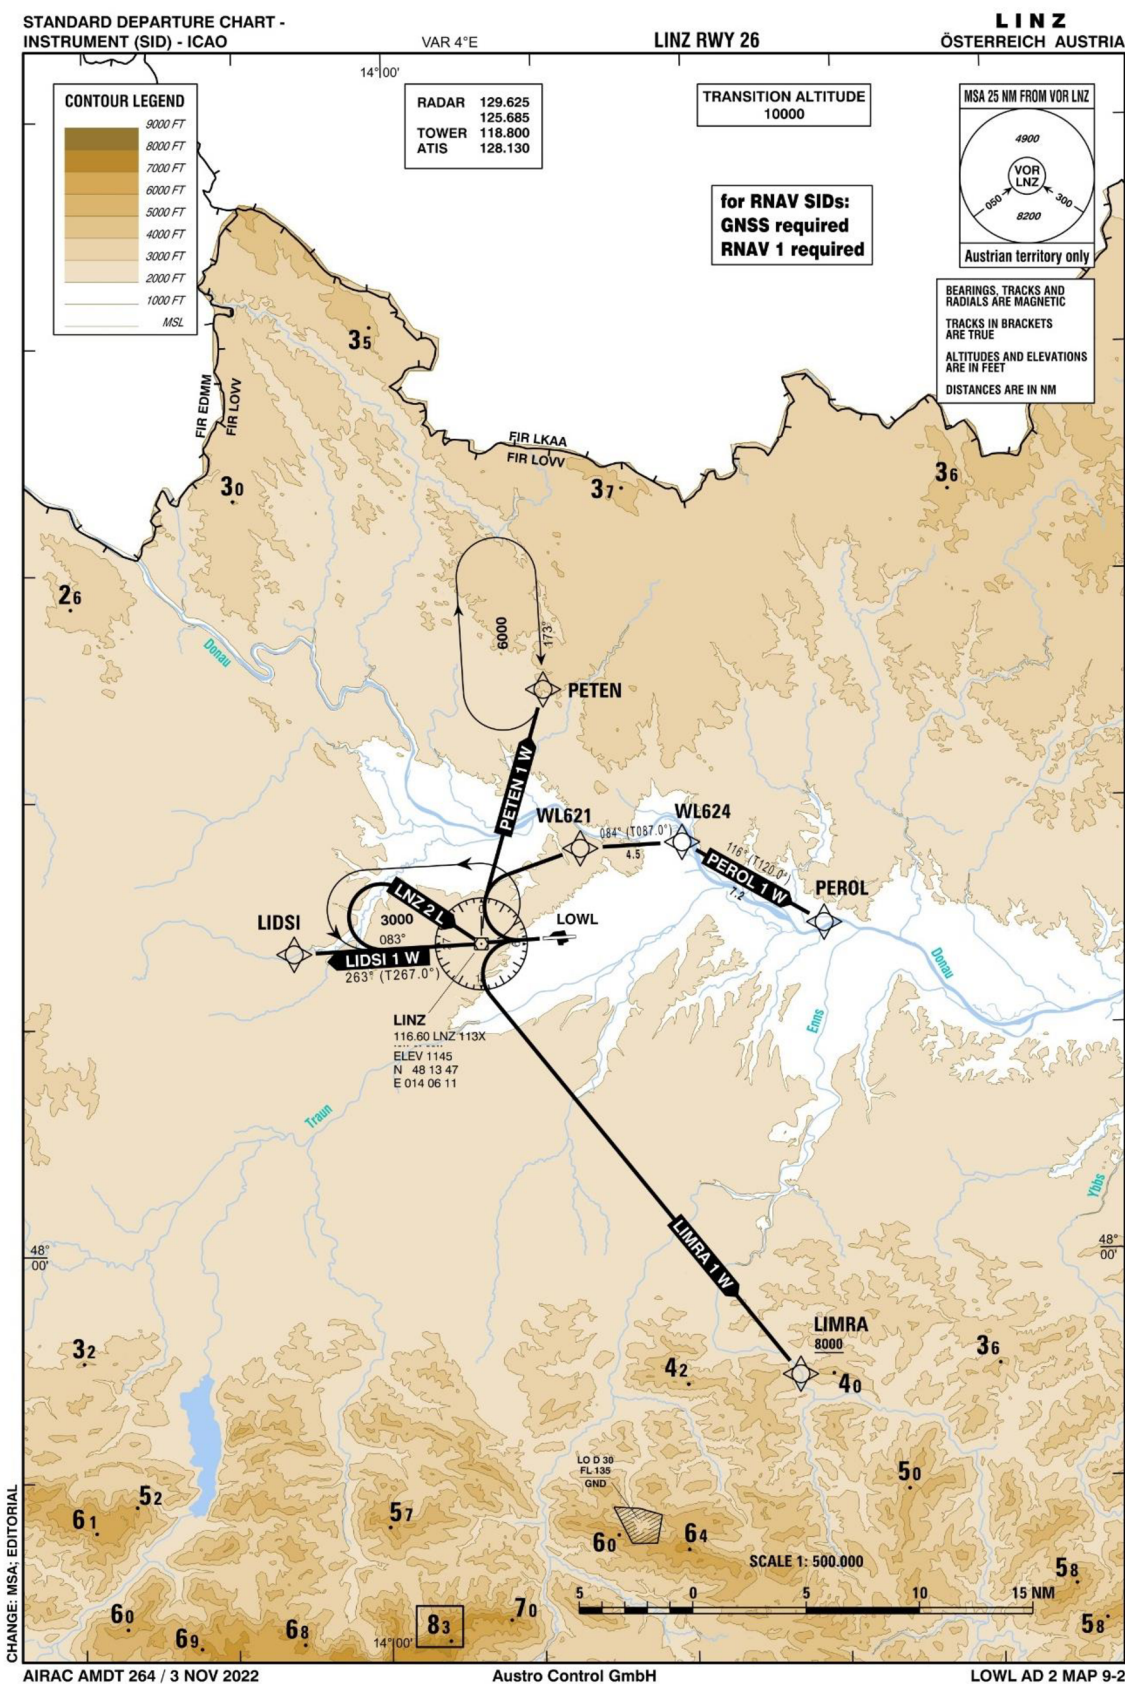 STANDARD DEPARTURE CHART -
INSTRUMENT (SID) - ICAO
VAR 4°E
LINZ RWY 26
LINZ
ÖSTERREICH AUSTRIA
14°00'
CONTOUR LEGEND
9000 FT
8000 FT
7000 FT
6000 FT
5000 FT
4000 FT
3000 FT
2000 FT
1000 FT
MSL
RADAR 129.625
125.685
TOWER 118.800
ATIS 128.130
TRANSITION ALTITUDE
10000
MSA 25 NM FROM VOR LNZ
4900
VOR
LNZ
050
300
8200
Austrian territory only
for RNAV SIDs:
GNSS required
RNAV 1 required
BEARINGS, TRACKS AND
RADIALS ARE MAGNETIC
TRACKS IN BRACKETS
ARE TRUE
ALTITUDES AND ELEVATIONS
ARE IN FEET
DISTANCES ARE IN NM
35
FIR EDMM
FIR LOVV
FIR LKAA
FIR LOVV
30
37
36
26
6000
173°
Donau
PETEN
PETEN 1 W
WL621
WL624
084° (T087.0°)
4.5
116° (T120.0°)
PEROL 1 W
7.2
PEROL
LNZ 2 L
3000
LOWL
LIDSI
083°
LIDSI 1 W
263° (T267.0°)
Donau
Enns
LINZ
116.60 LNZ 113X
ELEV 1145
N 48 13 47
E 014 06 11
Traun
Ybbs
48°
00'
48°
00'
LIMRA 1 W
LIMRA
8000
32
42
40
36
LO D 30
FL 135
GND
50
52
61
57
60
64
SCALE 1: 500.000
58
5 0 5 10 15 NM
60
69
68
14°00'
83
70
58
CHANGE: MSA; EDITORIAL
AIRAC AMDT 264 / 3 NOV 2022
Austro Control GmbH
LOWL AD 2 MAP 9-2